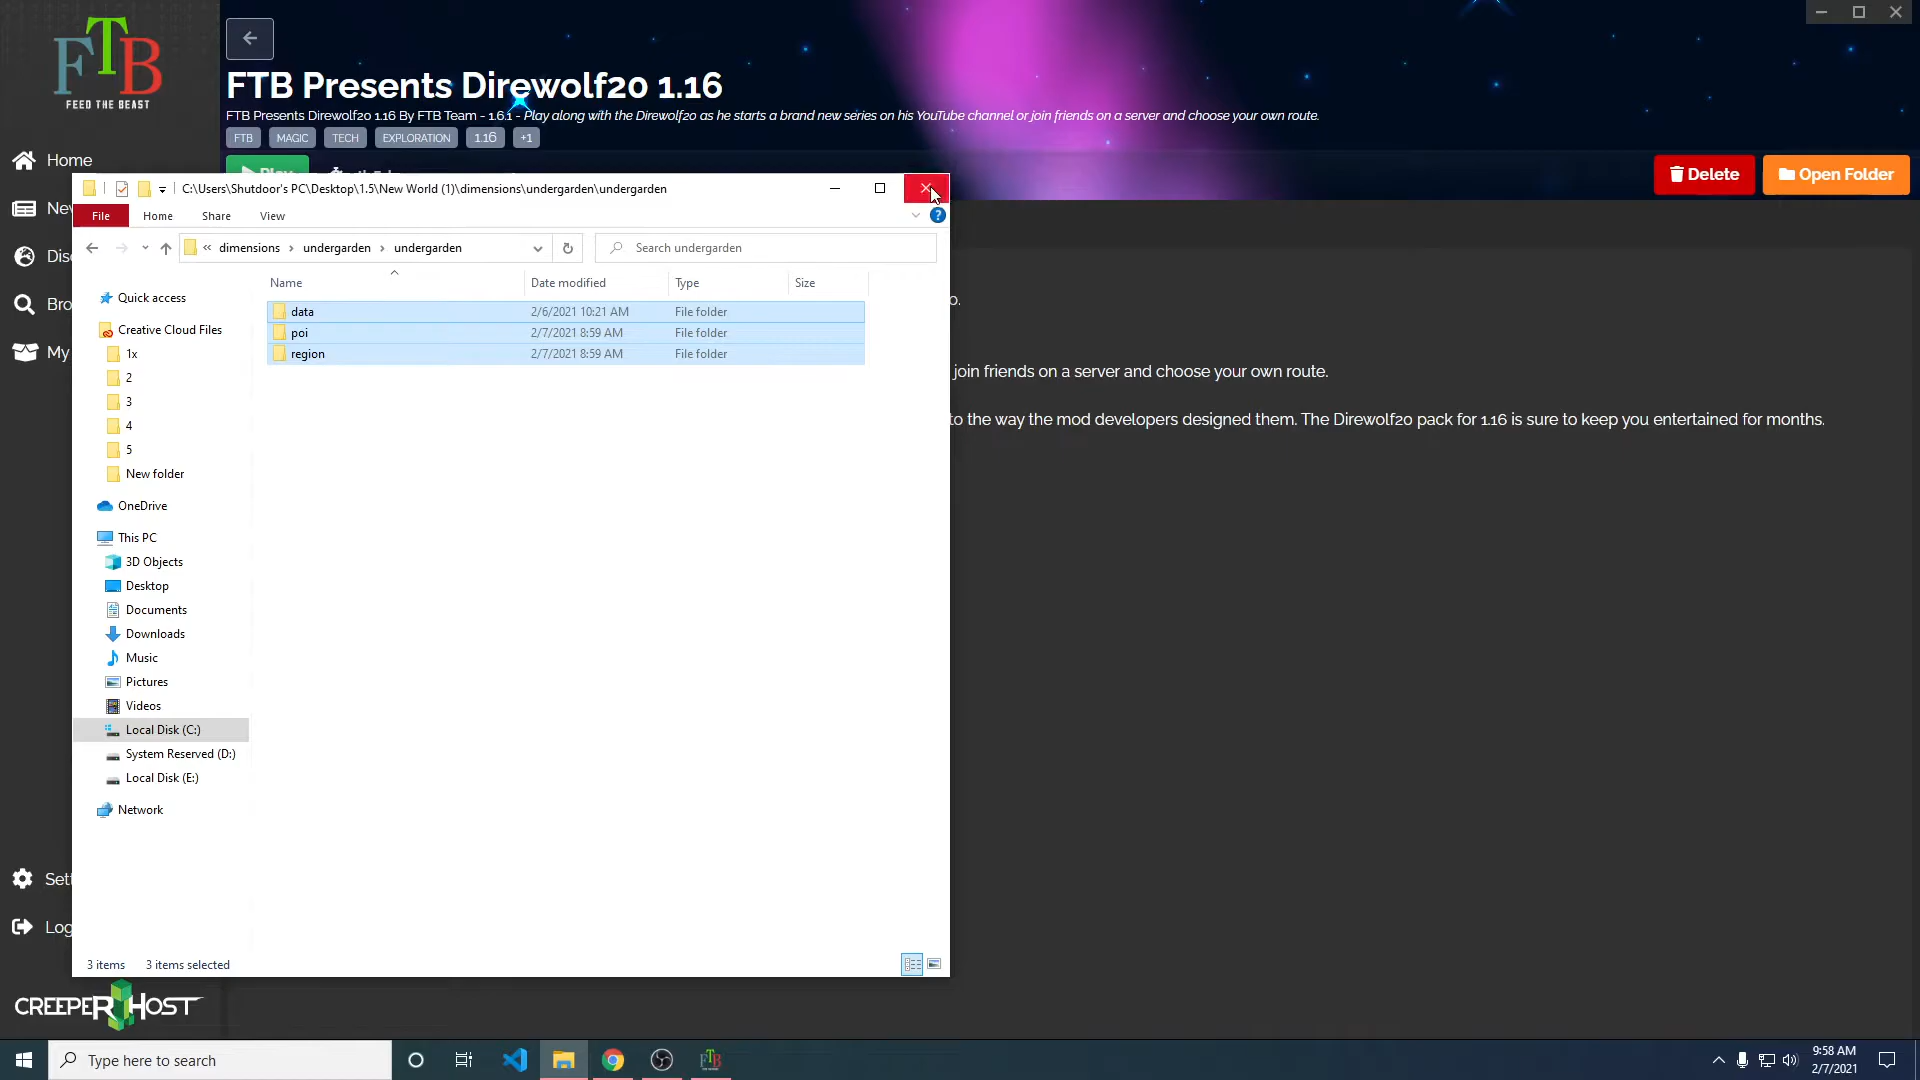 FTB
FEED THE BEAST
FTB Presents Direwolf20 1.16
FTB Presents Direwolf20 1.16 By FTB Team - 1.6.1 - Play along with the Direwolf20 as he starts a brand new series on his YouTube channel or join friends on a server and choose your own route.
FTB MAGIC TECH EXPLORATION 1.16 +1
Play
Delete
Open Folder
Home
My
C:\Users\Shutdoor's PC\Desktop\1.5\New World (1)\dimensions\undergarden\undergarden
File Home Share View
« dimensions › undergarden › undergarden
Search undergarden
Name Date modified Type Size
data 2/6/2021 10:21 AM File folder
poi 2/7/2021 8:59 AM File folder
region 2/7/2021 8:59 AM File folder
Quick access
Creative Cloud Files
1x
2
3
4
5
New folder
OneDrive
This PC
3D Objects
Desktop
Documents
Downloads
Music
Pictures
Videos
Local Disk (C:)
System Reserved (D:)
Local Disk (E:)
Network
3 items 3 items selected
join friends on a server and choose your own route.
to the way the mod developers designed them. The Direwolf20 pack for 1.16 is sure to keep you entertained for months.
CREEPERHOST
Type here to search
9:58 AM
2/7/2021